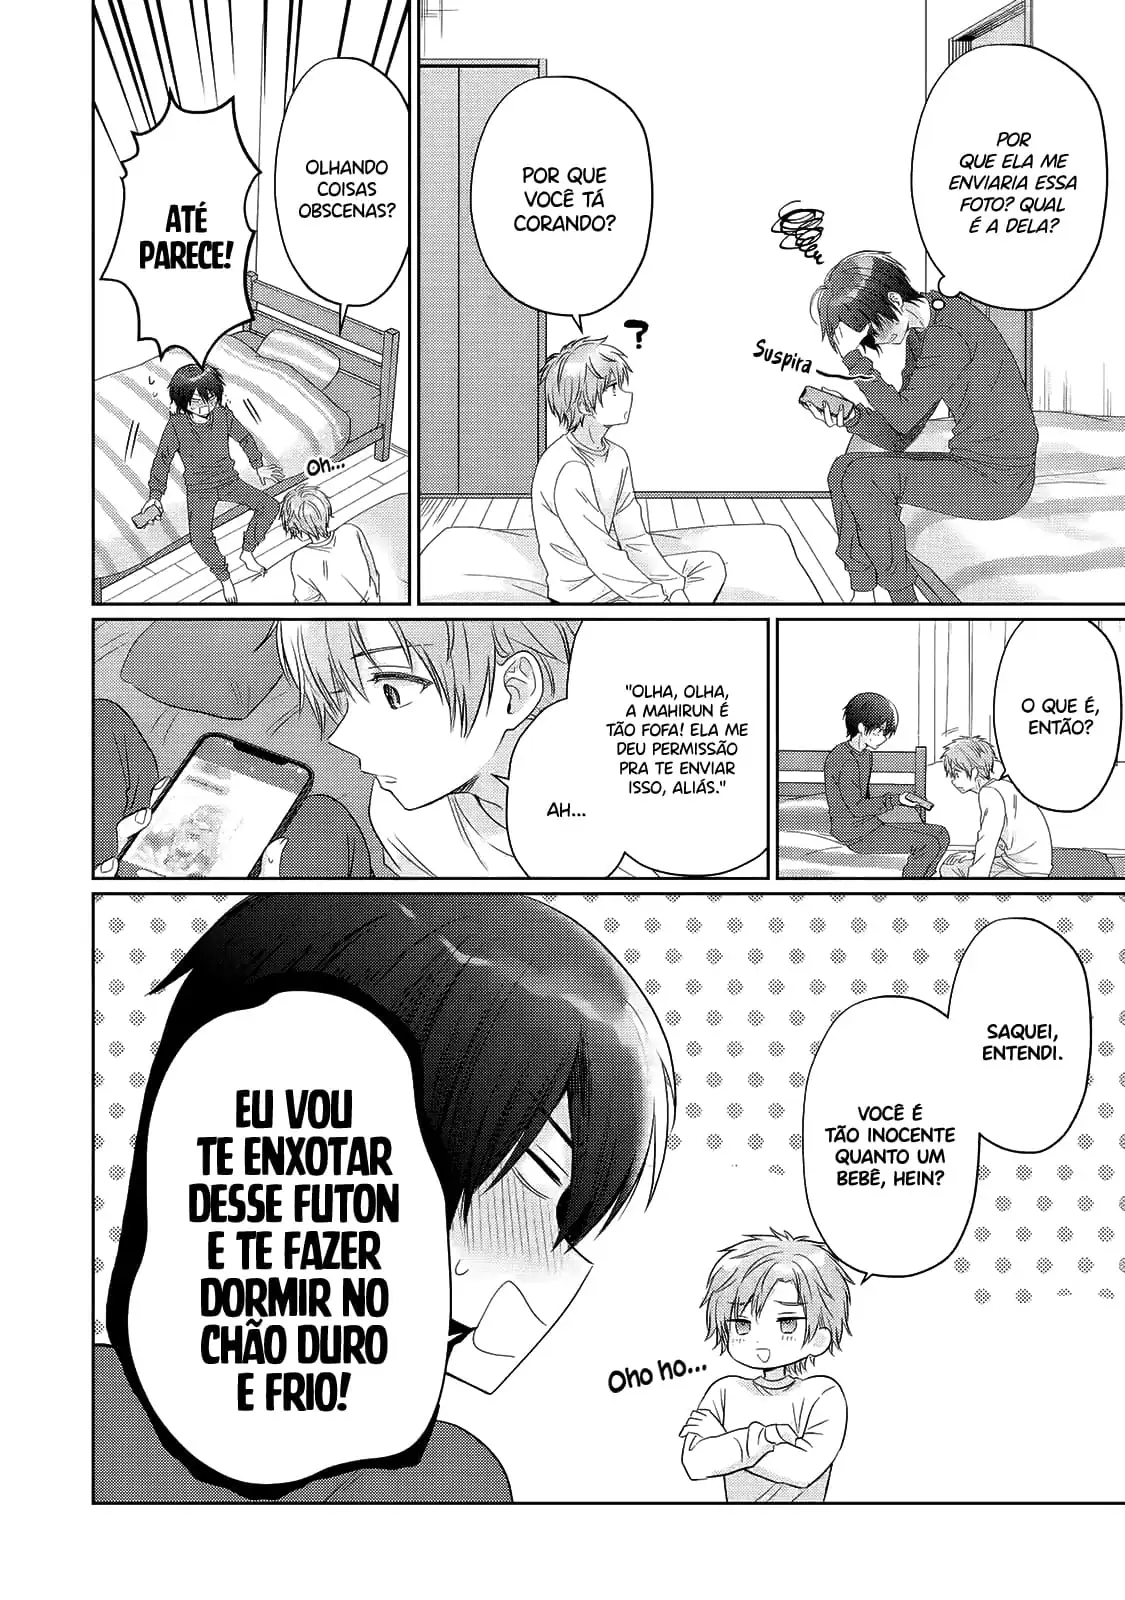 POR
QUE ELA ME
ENVIARIA ESSA
FOTO? QUAL
É A DELA?
Suspira
POR QUE
VOCÊ TÁ
CORANDO?
?
OLHANDO
COISAS
OBSCENAS?
ATÉ
PARECE!
Oh...
O QUE É,
ENTÃO?
"OLHA, OLHA,
A MAHIRUN É
TÃO FOFA! ELA ME
DEU PERMISSÃO
PRA TE ENVIAR
ISSO, ALIÁS."
AH...
SAQUEI,
ENTENDI.
VOCÊ É
TÃO INOCENTE
QUANTO UM
BEBÊ, HEIN?
Oho ho...
EU VOU
TE ENXOTAR
DESSE FUTON
E TE FAZER
DORMIR NO
CHÃO DURO
E FRIO!